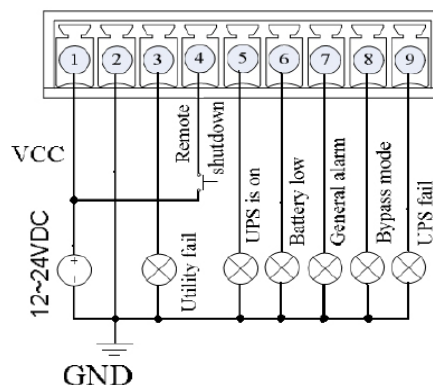 1 2 3 4 5 6 7 8 9
VCC
Remote
shutdown
12~24VDC
+
Utility fail
UPS is on
Battery low
General alarm
Bypass mode
UPS fail
GND